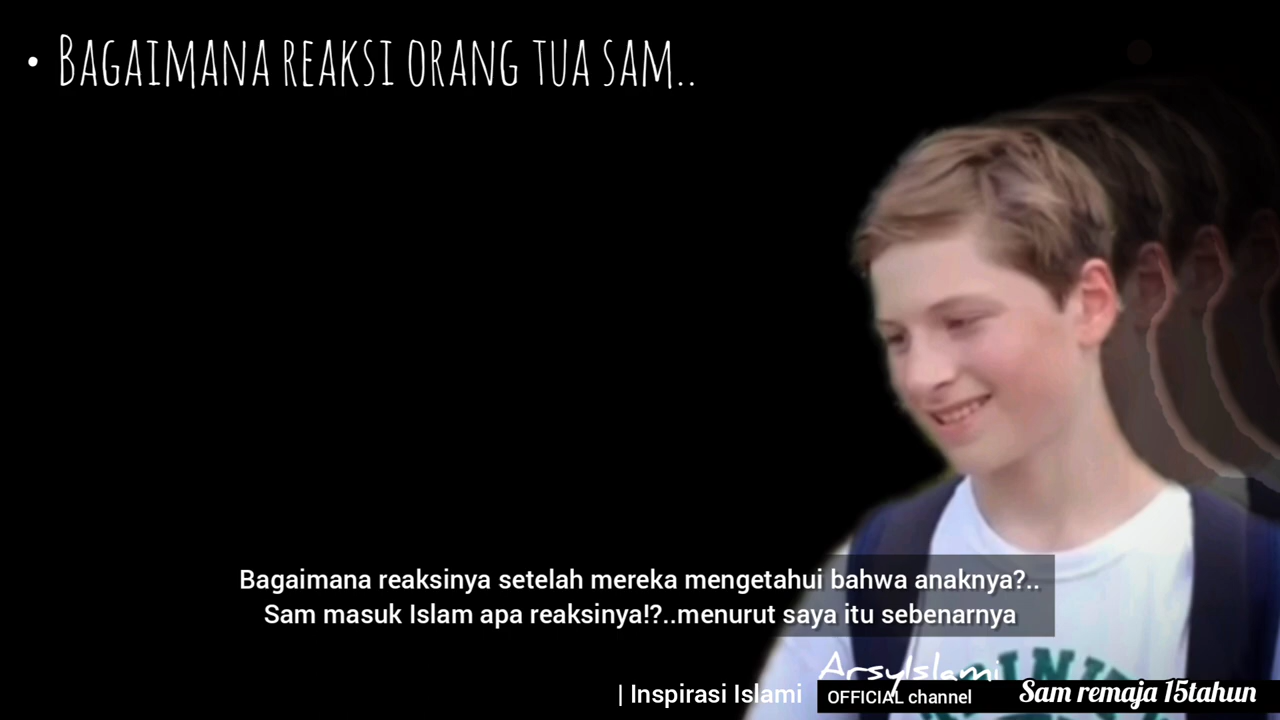 • Bagaimana reaksi orang tua Sam..
Bagaimana reaksinya setelah mereka mengetahui bahwa anaknya?..
Sam masuk Islam apa reaksinya!?..menurut saya itu sebenarnya
ArsyIslami
| Inspirasi Islami
OFFICIAL channel
Sam remaja 15tahun